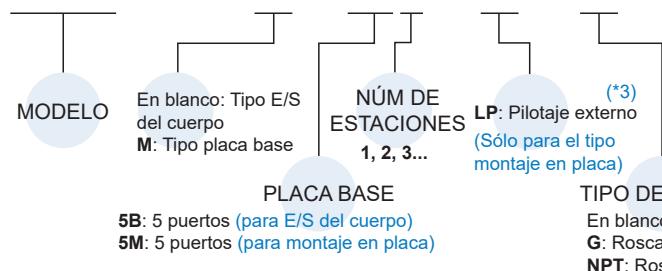 MODELO
En blanco: Tipo E/S
del cuerpo
M: Tipo placa base
NÚM DE
ESTACIONES
1, 2, 3...
(*3)
LP: Pilotaje externo
(Sólo para el tipo
montaje en placa)
PLACA BASE
5B: 5 puertos (para E/S del cuerpo)
5M: 5 puertos (para montaje en placa)
TIPO DE
En blanco
G: Rosca
NPT: